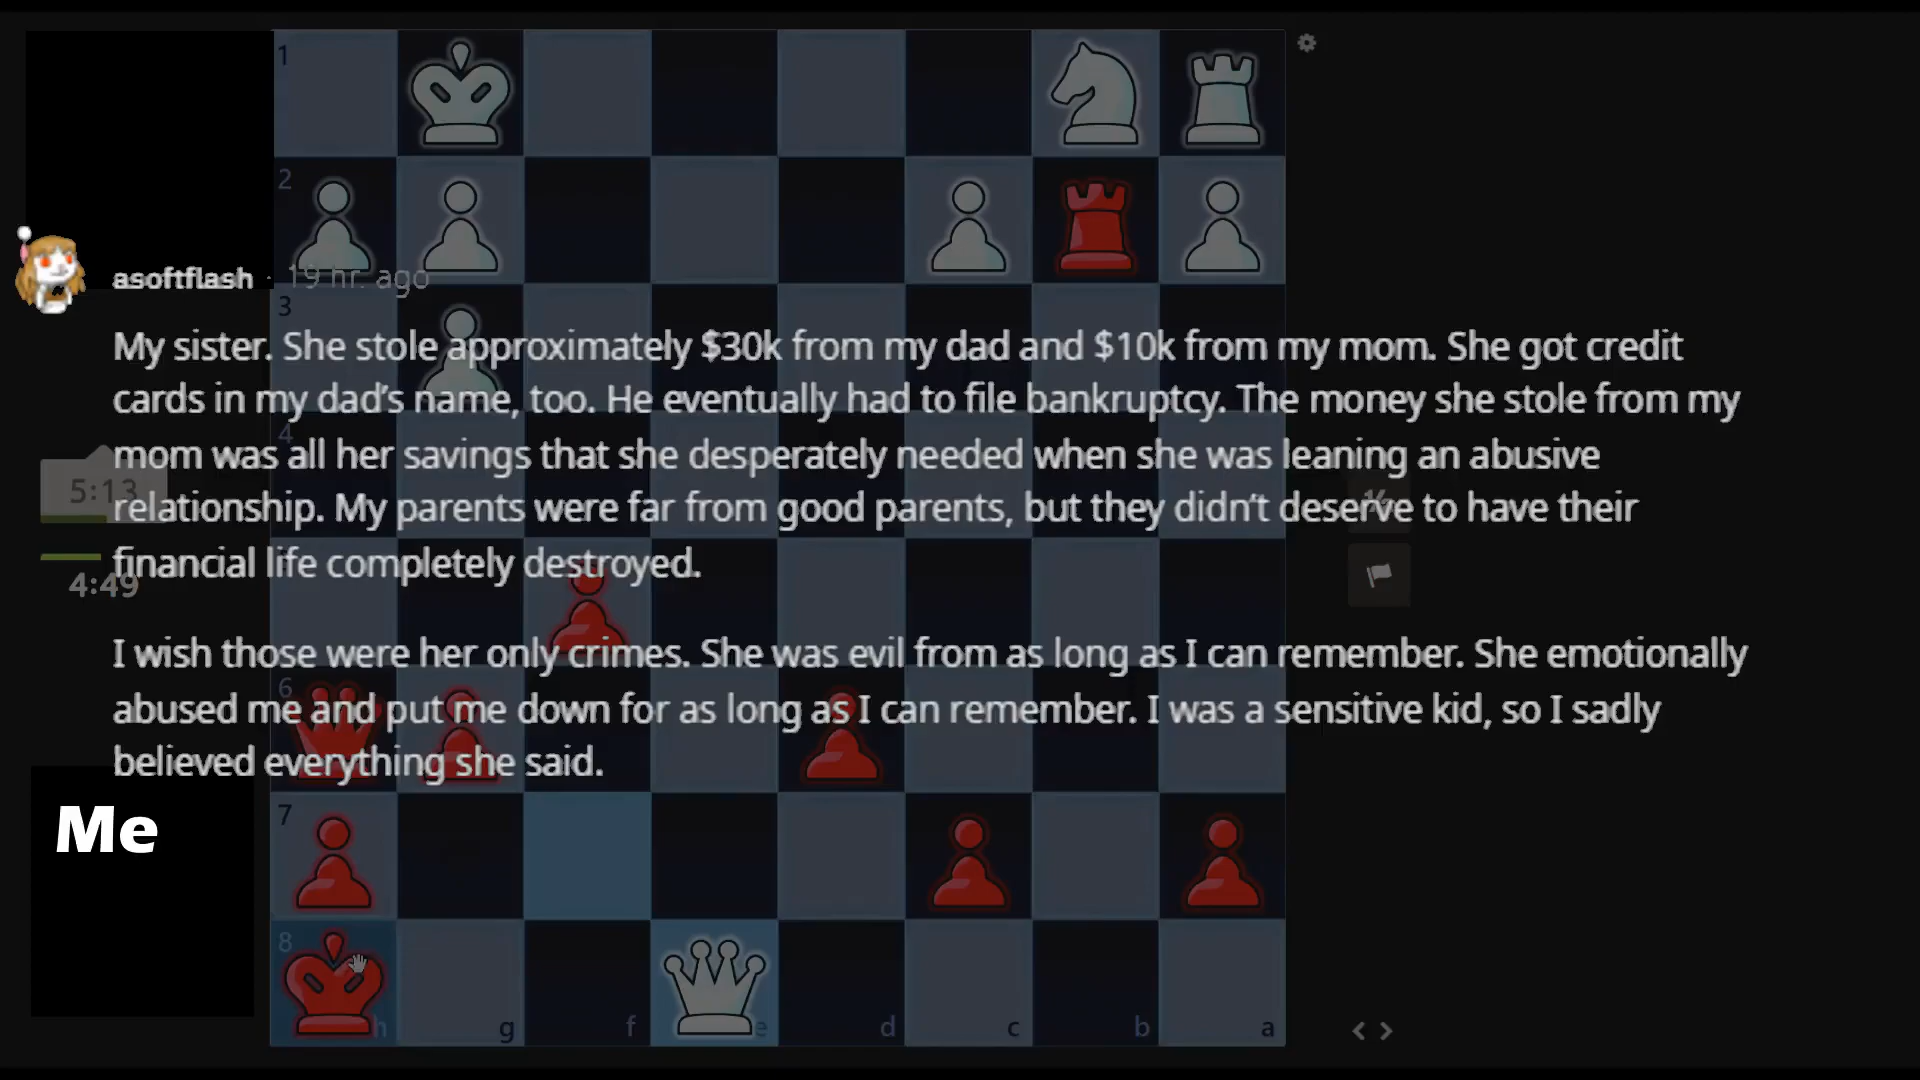 1
2
asoftflash · 19 hr. ago
3
My sister. She stole approximately $30k from my dad and $10k from my mom. She got credit
cards in my dad's name, too. He eventually had to file bankruptcy. The money she stole from my
4
mom was all her savings that she desperately needed when she was leaning an abusive
5:13
relationship. My parents were far from good parents, but they didn't deserve to have their
financial life completely destroyed.
4:49
I wish those were her only crimes. She was evil from as long as I can remember. She emotionally
6
abused me and put me down for as long as I can remember. I was a sensitive kid, so I sadly
believed everything she said.
7
Me
8
h g f e d c b a